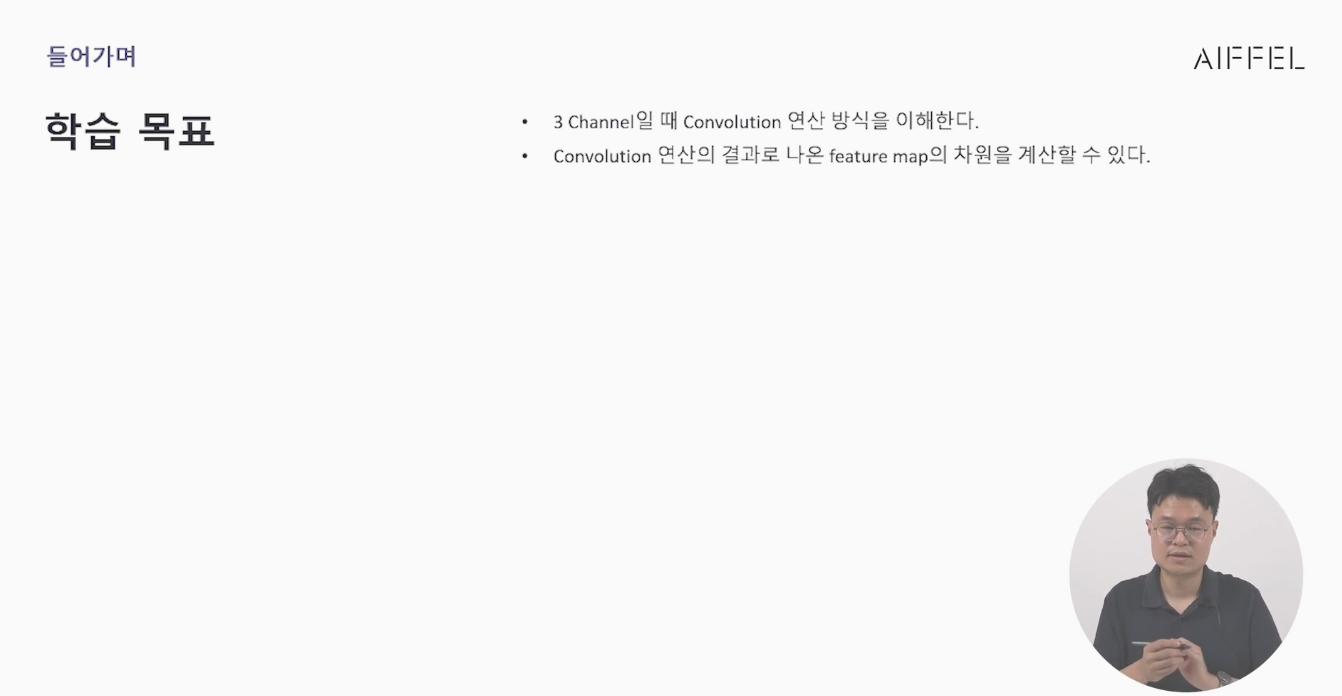 들어가며
AIFFEL
학습 목표
• 3 Channel일 때 Convolution 연산 방식을 이해한다.
• Convolution 연산의 결과로 나온 feature map의 차원을 계산할 수 있다.